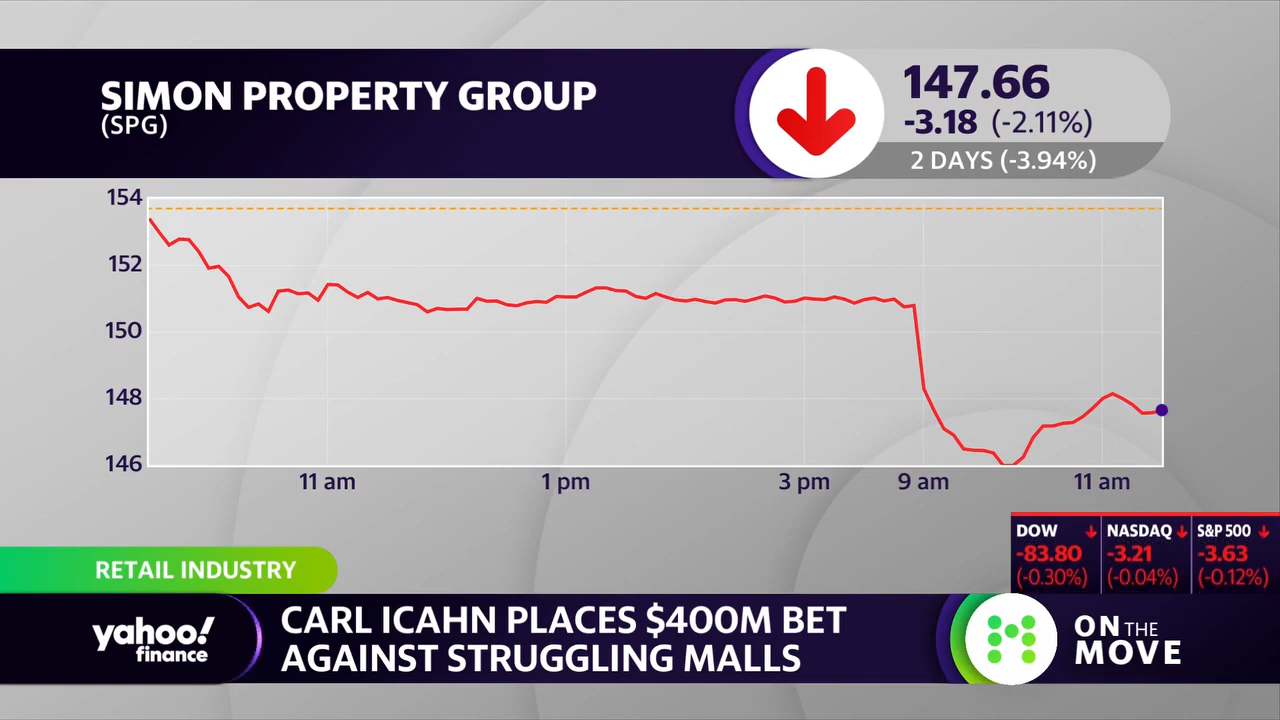 SIMON PROPERTY GROUP
(SPG)
147.66
-3.18 (-2.11%)
2 DAYS (-3.94%)
154
152
150
148
146
11 am
1 pm
3 pm
9 am
11 am
DOW
-83.80
(-0.30%)
NASDAQ
-3.21
(-0.04%)
S&P 500
-3.63
(-0.12%)
RETAIL INDUSTRY
yahoo!
finance
CARL ICAHN PLACES $400M BET
AGAINST STRUGGLING MALLS
ON THE
MOVE